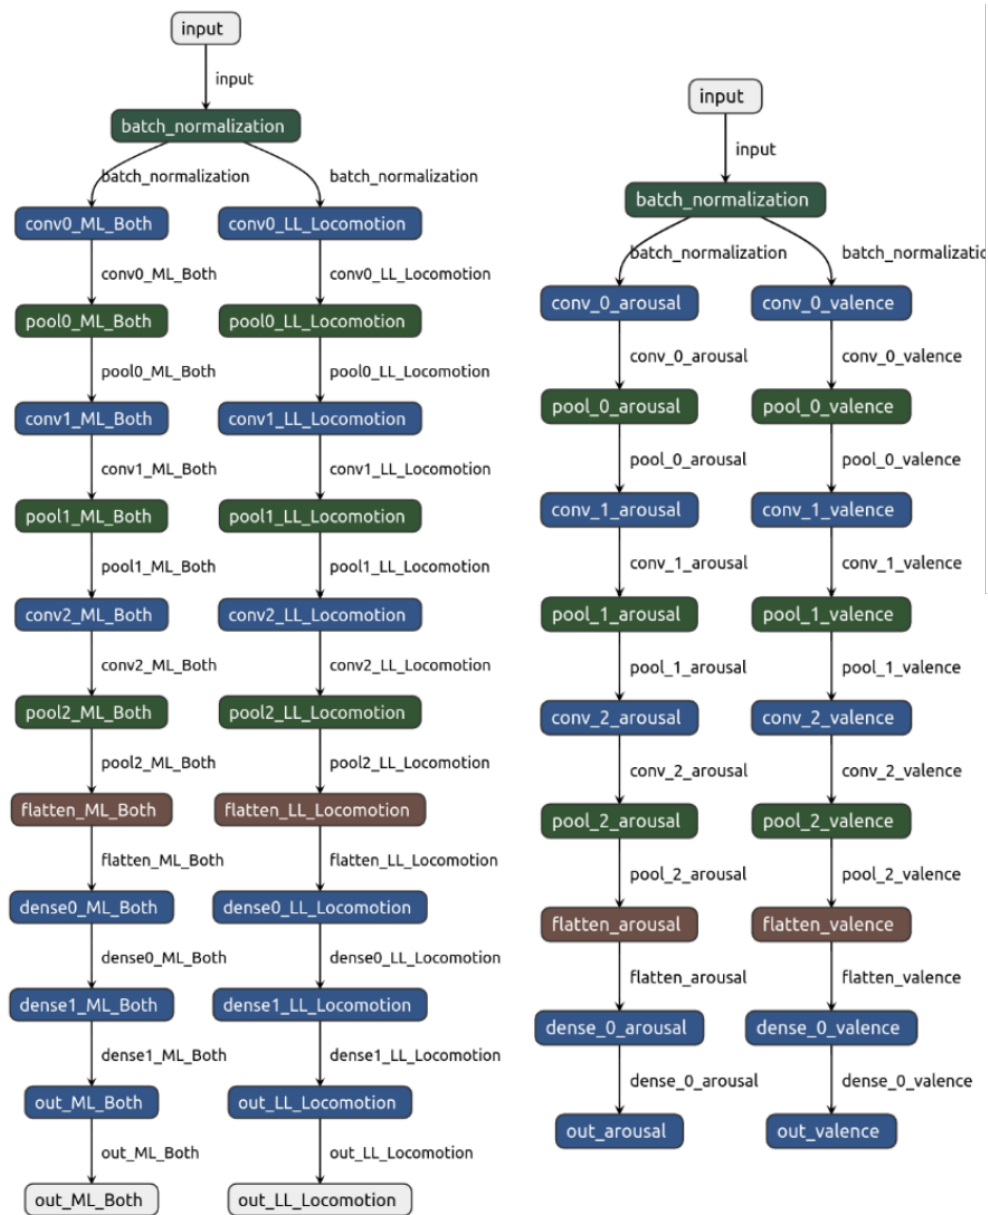 input
input
batch_normalization
batch_normalization
batch_normalization
conv0_ML_Both
conv0_LL_Locomotion
conv0_ML_Both
conv0_LL_Locomotion
pool0_ML_Both
pool0_LL_Locomotion
pool0_ML_Both
pool0_LL_Locomotion
conv1_ML_Both
conv1_LL_Locomotion
conv1_ML_Both
conv1_LL_Locomotion
pool1_ML_Both
pool1_LL_Locomotion
pool1_ML_Both
pool1_LL_Locomotion
conv2_ML_Both
conv2_LL_Locomotion
conv2_ML_Both
conv2_LL_Locomotion
pool2_ML_Both
pool2_LL_Locomotion
pool2_ML_Both
pool2_LL_Locomotion
flatten_ML_Both
flatten_LL_Locomotion
flatten_ML_Both
flatten_LL_Locomotion
dense0_ML_Both
dense0_LL_Locomotion
dense0_ML_Both
dense0_LL_Locomotion
dense1_ML_Both
dense1_LL_Locomotion
dense1_ML_Both
dense1_LL_Locomotion
out_ML_Both
out_LL_Locomotion
out_ML_Both
out_LL_Locomotion
out_ML_Both
out_LL_Locomotion
input
input
batch_normalization
batch_normalization
batch_normalizatio
conv_0_arousal
conv_0_valence
conv_0_arousal
conv_0_valence
pool_0_arousal
pool_0_valence
pool_0_arousal
pool_0_valence
conv_1_arousal
conv_1_valence
conv_1_arousal
conv_1_valence
pool_1_arousal
pool_1_valence
pool_1_arousal
pool_1_valence
conv_2_arousal
conv_2_valence
conv_2_arousal
conv_2_valence
pool_2_arousal
pool_2_valence
pool_2_arousal
pool_2_valence
flatten_arousal
flatten_valence
flatten_arousal
flatten_valence
dense_0_arousal
dense_0_valence
dense_0_arousal
dense_0_valence
out_arousal
out_valence